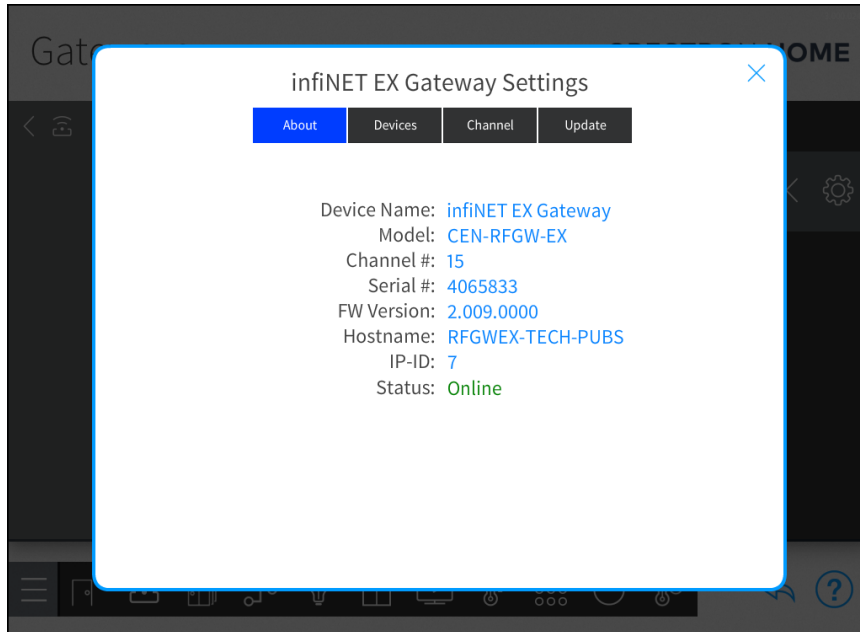 infiNET EX Gateway Settings
About Devices Channel Update
Device Name: infiNET EX Gateway
Model: CEN-RFGW-EX
Channel #: 15
Serial #: 4065833
FW Version: 2.009.0000
Hostname: RFGWEX-TECH-PUBS
IP-ID: 7
Status: Online
?